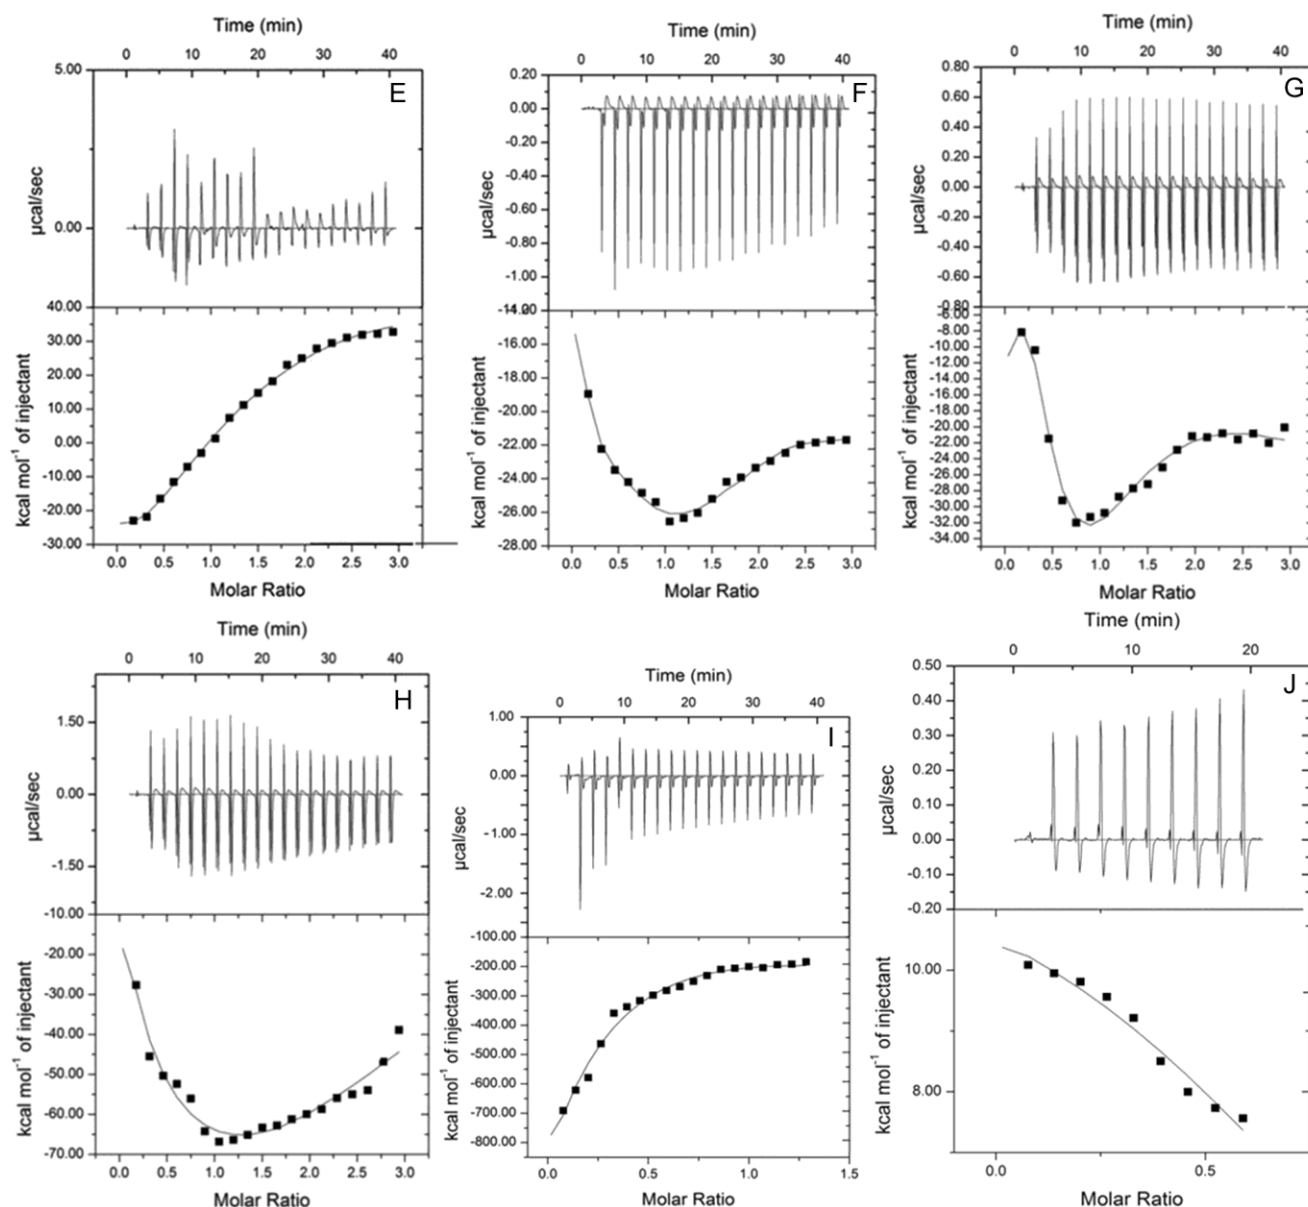 Time (min)
0 10 20 30 40
E
5.00
0.00
µcal/sec
40.00
30.00
20.00
10.00
0.00
-10.00
-20.00
-30.00
kcal mol⁻¹ of injectant
0.0 0.5 1.0 1.5 2.0 2.5 3.0
Molar Ratio
Time (min)
0 10 20 30 40
F
0.20
0.00
-0.20
-0.40
-0.60
-0.80
-1.00
µcal/sec
-16.00
-18.00
-20.00
-22.00
-24.00
-26.00
-28.00
kcal mol⁻¹ of injectant
0.0 0.5 1.0 1.5 2.0 2.5 3.0
Molar Ratio
Time (min)
0 10 20 30 40
G
0.80
0.60
0.40
0.20
0.00
-0.20
-0.40
-0.60
µcal/sec
-8.00
-10.00
-12.00
-14.00
-16.00
-18.00
-20.00
-22.00
-24.00
-26.00
-28.00
-30.00
-32.00
-34.00
kcal mol⁻¹ of injectant
0.0 0.5 1.0 1.5 2.0 2.5 3.0
Molar Ratio
Time (min)
0 10 20 30 40
H
1.50
0.00
-1.50
µcal/sec
-10.00
-20.00
-30.00
-40.00
-50.00
-60.00
-70.00
kcal mol⁻¹ of injectant
0.0 0.5 1.0 1.5 2.0 2.5 3.0
Molar Ratio
Time (min)
0 10 20 30 40
I
1.00
0.00
-1.00
-2.00
µcal/sec
-100.00
-200.00
-300.00
-400.00
-500.00
-600.00
-700.00
-800.00
kcal mol⁻¹ of injectant
0.0 0.5 1.0 1.5
Molar Ratio
Time (min)
0 10 20
J
0.50
0.40
0.30
0.20
0.10
0.00
-0.10
-0.20
µcal/sec
10.00
8.00
kcal mol⁻¹ of injectant
0.0 0.5
Molar Ratio